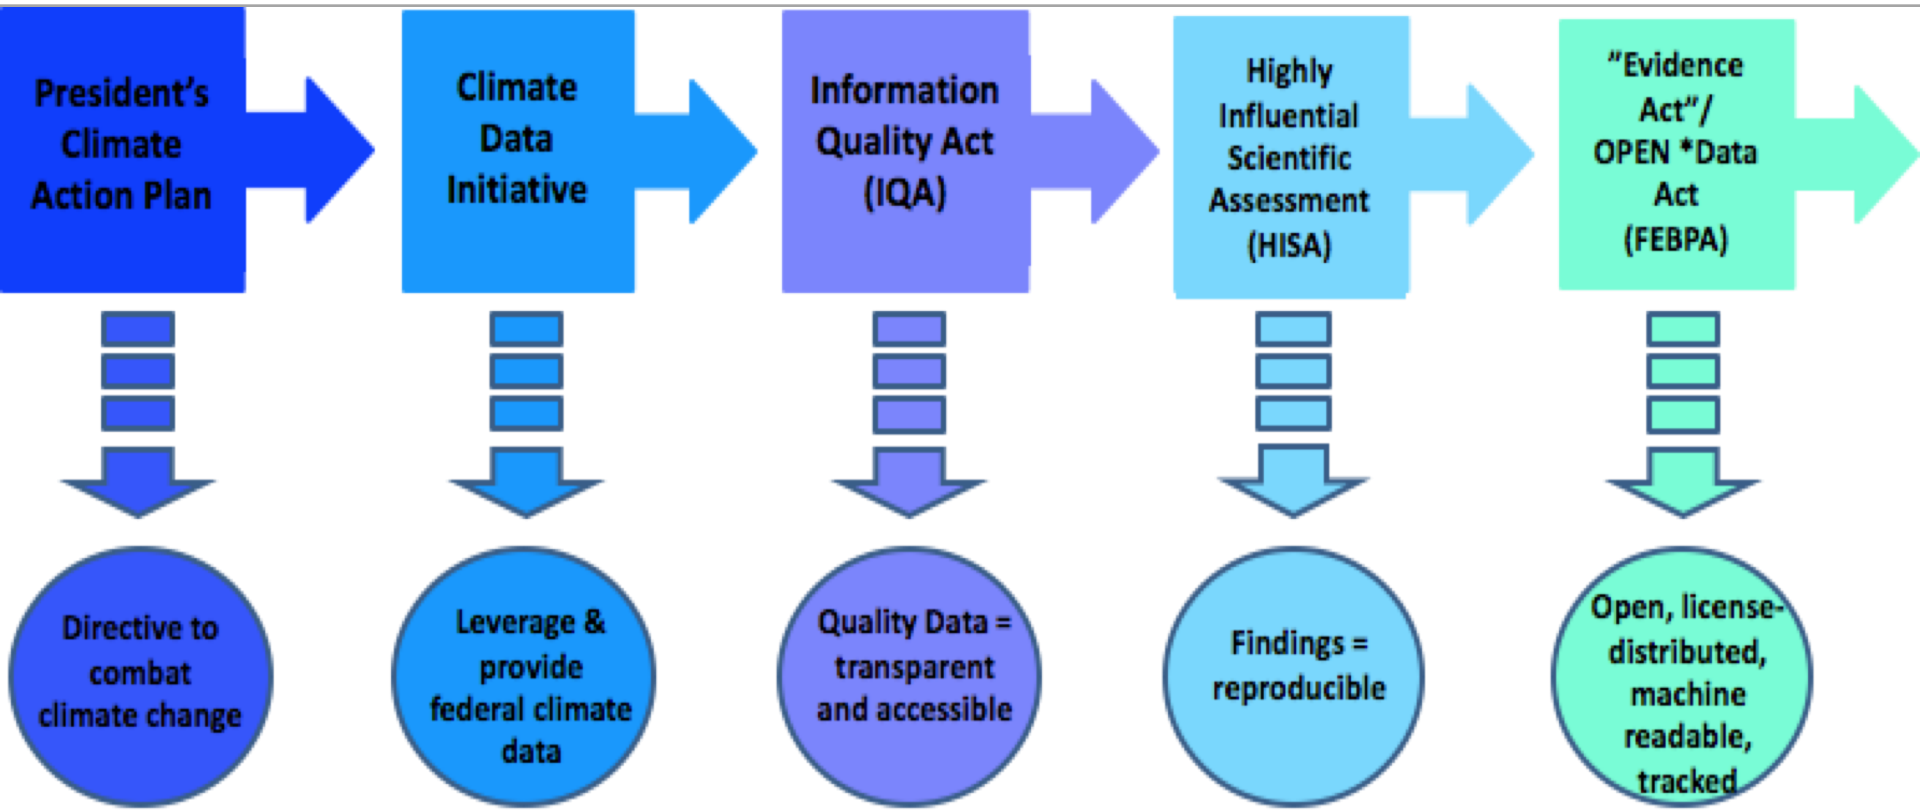 President's
Climate
Action Plan
Climate
Data
Initiative
Information
Quality Act
(IQA)
Highly
Influential
Scientific
Assessment
(HISA)
”Evidence
Act”/
OPEN *Data
Act
(FEBPA)
Directive to
combat
climate change
Leverage &
provide
federal climate
data
Quality Data =
transparent
and accessible
Findings =
reproducible
Open, license-
distributed,
machine
readable,
tracked